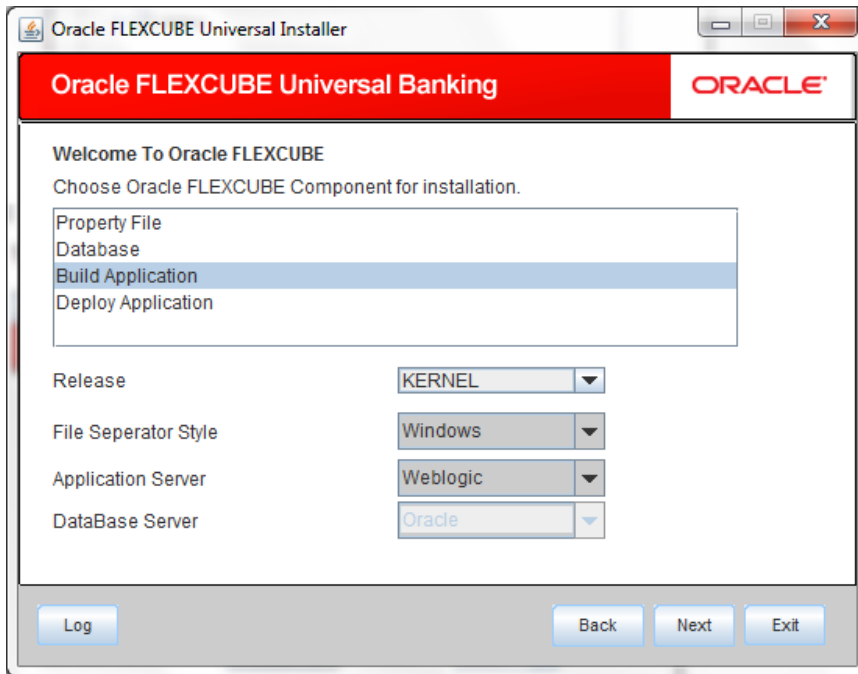 Oracle FLEXCUBE Universal Installer
Oracle FLEXCUBE Universal Banking
ORACLE
Welcome To Oracle FLEXCUBE
Choose Oracle FLEXCUBE Component for installation.
Property File
Database
Build Application
Deploy Application
Release KERNEL
File Seperator Style Windows
Application Server Weblogic
DataBase Server Oracle
Log Back Next Exit